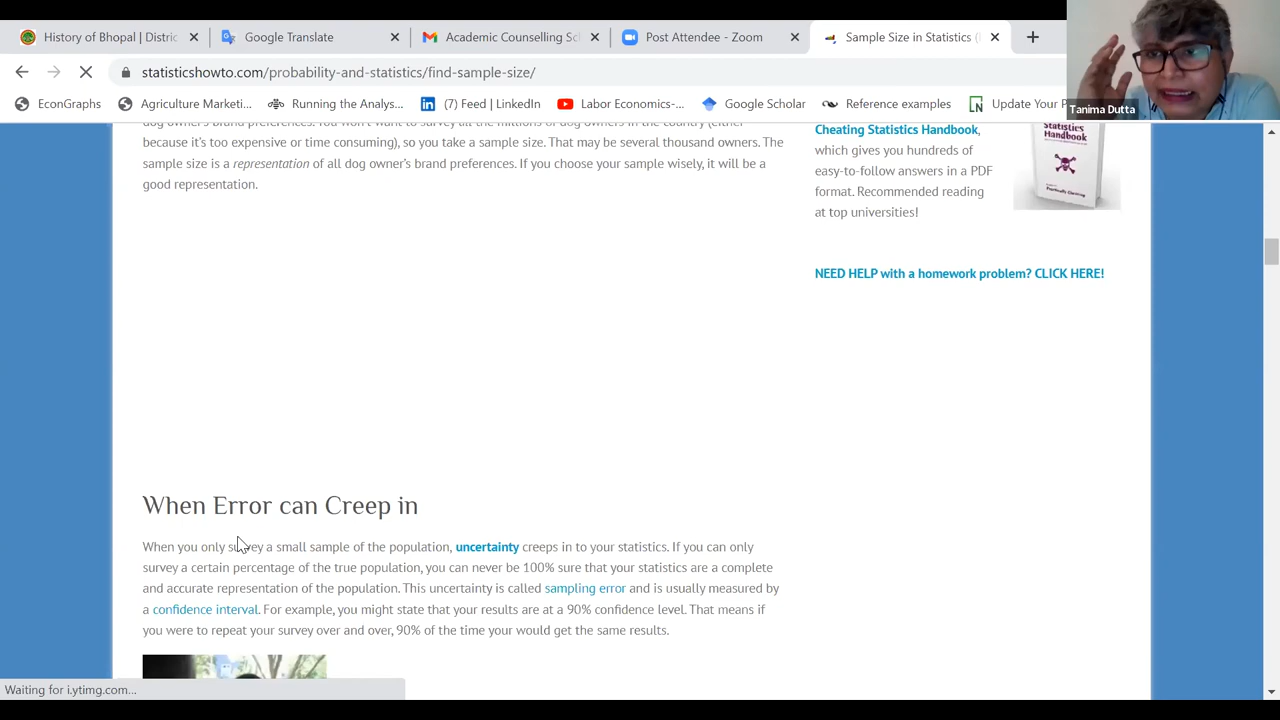 History of Bhopal | Distric
Google Translate
Academic Counselling Sc
Post Attendee - Zoom
Sample Size in Statistics (
statisticshowto.com/probability-and-statistics/find-sample-size/
Tanima Dutta
EconGraphs
Agriculture Marketi...
Running the Analys...
(7) Feed | LinkedIn
Labor Economics-...
Google Scholar
Reference examples
Update Your P
because it's too expensive or time consuming), so you take a sample size. That may be several thousand owners. The
sample size is a representation of all dog owner's brand preferences. If you choose your sample wisely, it will be a
good representation.
Cheating Statistics Handbook,
which gives you hundreds of
easy-to-follow answers in a PDF
format. Recommended reading
at top universities!
Statistics
Handbook
Practically Cheating
NEED HELP with a homework problem? CLICK HERE!
When Error can Creep in
When you only survey a small sample of the population, uncertainty creeps in to your statistics. If you can only
survey a certain percentage of the true population, you can never be 100% sure that your statistics are a complete
and accurate representation of the population. This uncertainty is called sampling error and is usually measured by
a confidence interval. For example, you might state that your results are at a 90% confidence level. That means if
you were to repeat your survey over and over, 90% of the time your would get the same results.
Waiting for i.ytimg.com...